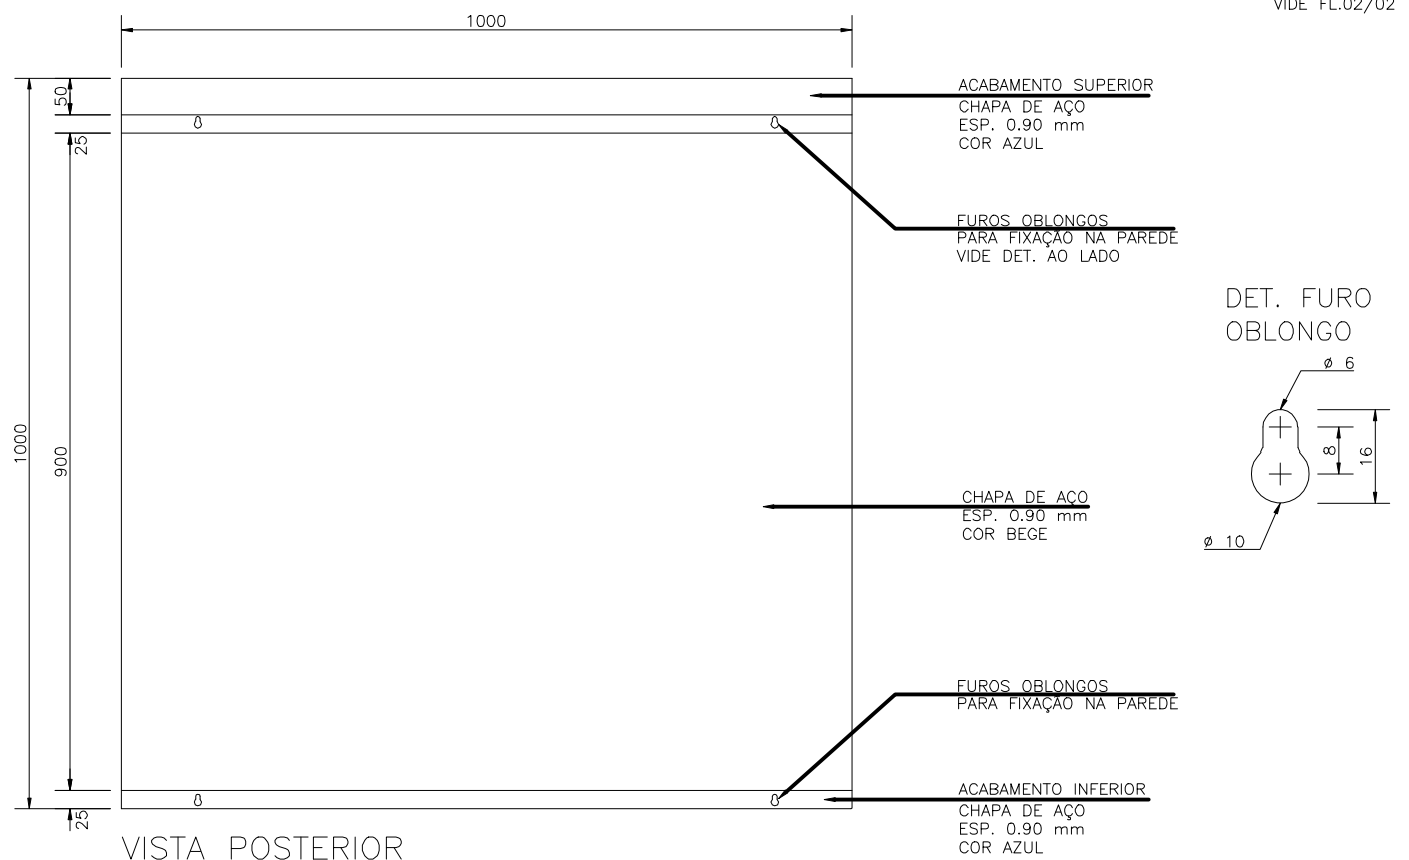 VIDE FL.02/02
1000
50
25
1000
900
25
ACABAMENTO SUPERIOR
CHAPA DE AÇO
ESP. 0.90 mm
COR AZUL
FUROS OBLONGOS
PARA FIXAÇÃO NA PAREDE
VIDE DET. AO LADO
DET. FURO
OBLONGO
ø 6
8
16
ø 10
CHAPA DE AÇO
ESP. 0.90 mm
COR BEGE
FUROS OBLONGOS
PARA FIXAÇÃO NA PAREDE
ACABAMENTO INFERIOR
CHAPA DE AÇO
ESP. 0.90 mm
COR AZUL
VISTA POSTERIOR